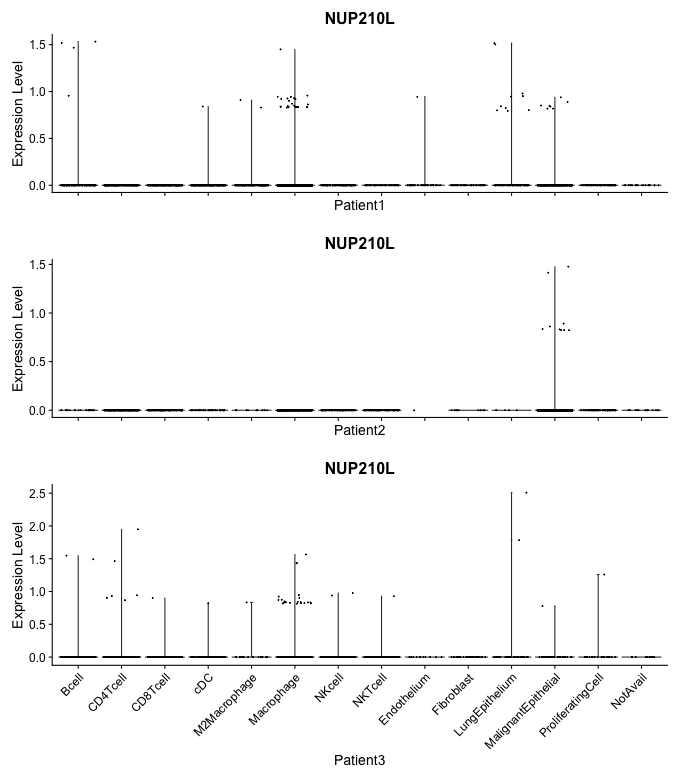 NUP210L
Expression Level
1.5
1.0
0.5
0.0
Patient1
NUP210L
Expression Level
1.5
1.0
0.5
0.0
Patient2
NUP210L
Expression Level
2.5
2.0
1.5
1.0
0.5
0.0
Bcell
CD4Tcell
CD8Tcell
cDC
M2Macrophage
Macrophage
NKcell
NKTcell
Endothelium
Fibroblast
LungEpithelium
MalignantEpithelial
ProliferatingCell
NotAvail
Patient3